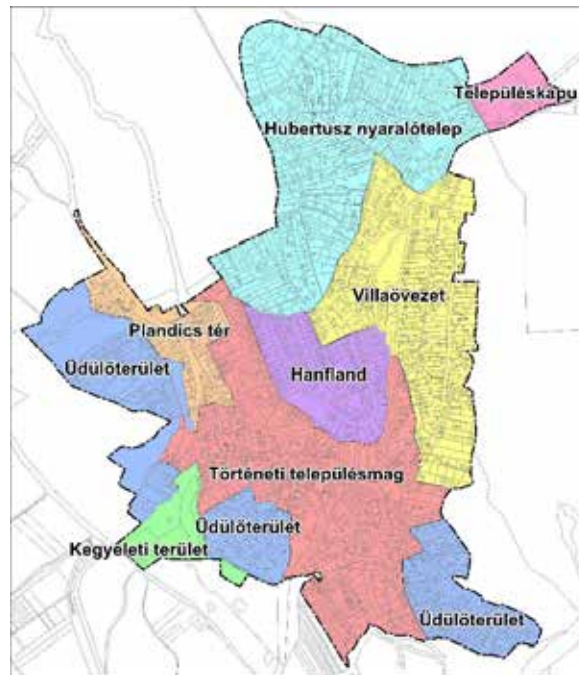 Településkapu
Hubertusz nyaralótelep
Villaövezet
Plandics tér
Üdülőterület
Hanfland
Történeti településmag
Üdülőterület
Kegyeleti terület
Üdülőterület